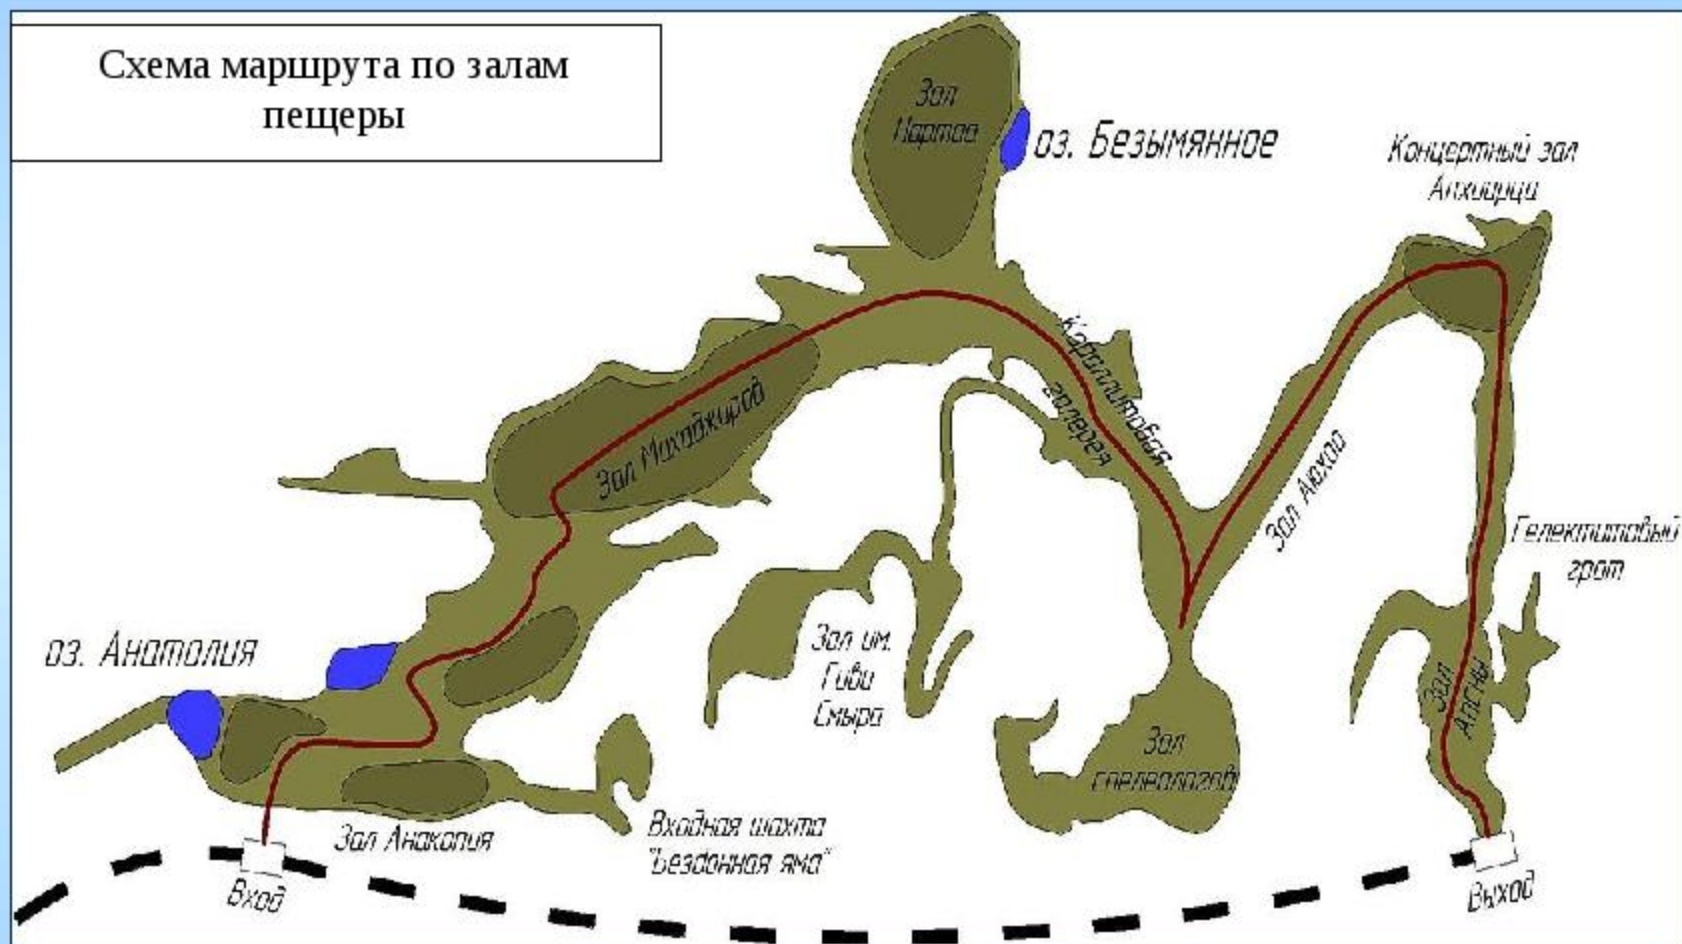 Схема маршрута по залам
пещеры
Зал
Нартаа
оз. Безымянное
Концертный зал
Апхиарца
Кораллитовая
галерея
Зал Махаджиров
Зал Аюхаа
Гелектитовый
грот
оз. Анатолия
Зал им.
Гиви
Смыра
Зал
АПСНЫ
Зал
спелеологов
Зал Анакопия
Входная шахта
"Бездонная яма"
Вход
Выход